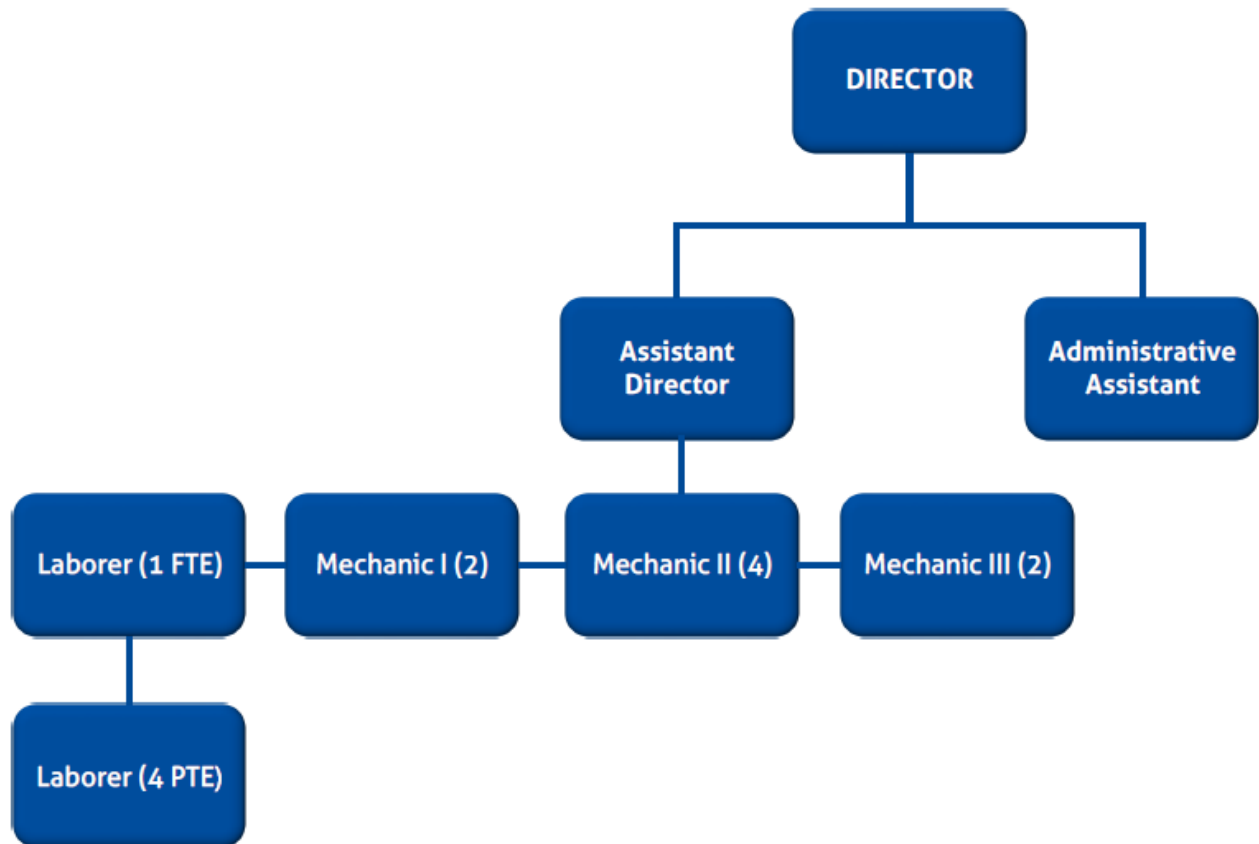 DIRECTOR
Assistant
Director
Administrative
Assistant
Laborer (1 FTE)
Mechanic I (2)
Mechanic II (4)
Mechanic III (2)
Laborer (4 PTE)